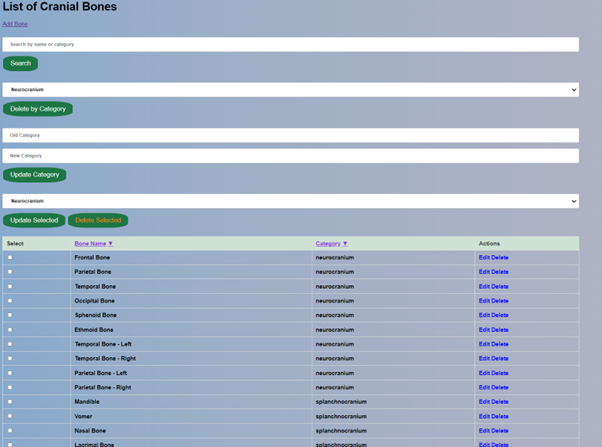 List of Cranial Bones
Add Bone
Search by name or category
Search
Neurocranium
Delete by Category
Old Category
New Category
Update Category
Neurocranium
Update Selected Delete Selected
Select Bone Name ▼ Category ▼ Actions
Frontal Bone neurocranium Edit Delete
Parietal Bone neurocranium Edit Delete
Temporal Bone neurocranium Edit Delete
Occipital Bone neurocranium Edit Delete
Sphenoid Bone neurocranium Edit Delete
Ethmoid Bone neurocranium Edit Delete
Temporal Bone - Left neurocranium Edit Delete
Temporal Bone - Right neurocranium Edit Delete
Parietal Bone - Left neurocranium Edit Delete
Parietal Bone - Right neurocranium Edit Delete
Mandible splanchnocranium Edit Delete
Vomer splanchnocranium Edit Delete
Nasal Bone splanchnocranium Edit Delete
Lacrimal Bone splanchnocranium Edit Delete